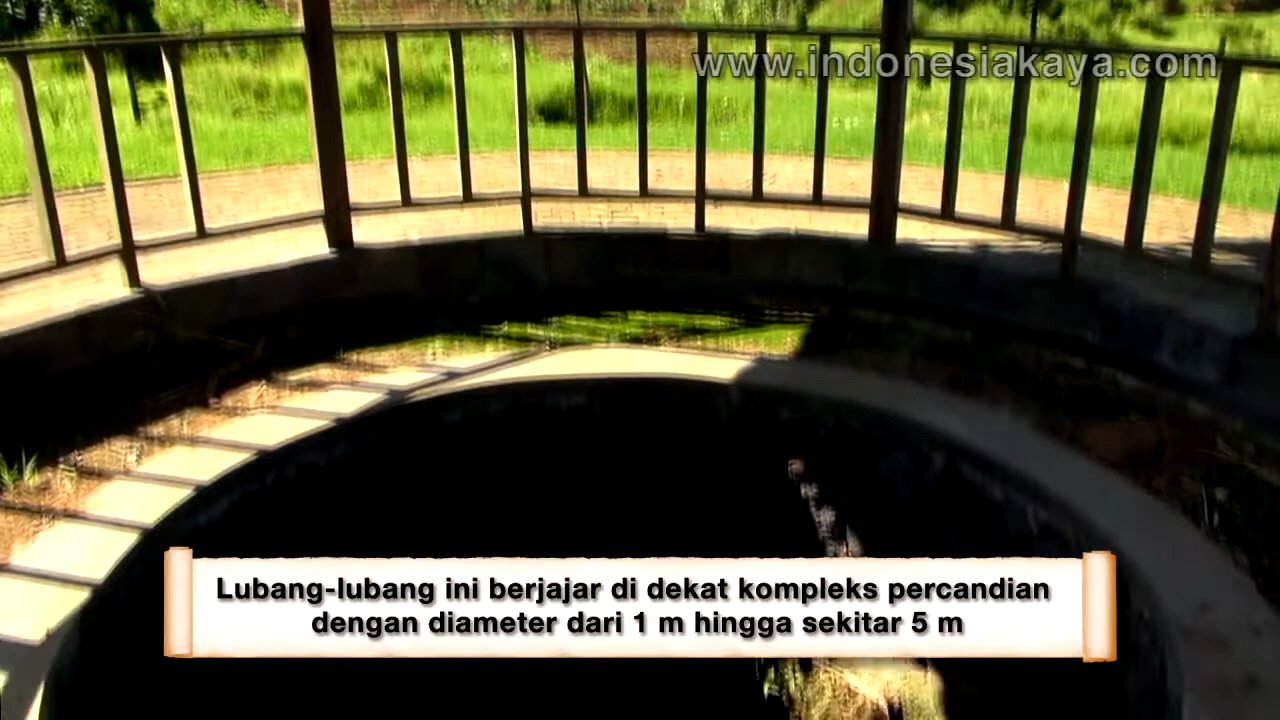 www.indonesiakaya.com
Lubang-lubang ini berjajar di dekat kompleks percandian
dengan diameter dari 1 m hingga sekitar 5 m